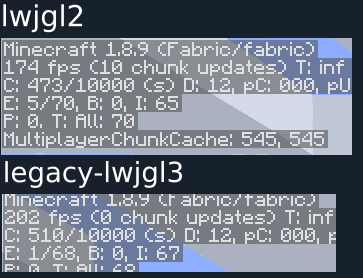 lwjgl2
Minecraft 1.8.9 (Fabric/fabric)
174 fps (10 chunk updates) T: inf
C: 473/10000 (s) D: 12, pC: 000, pU
E: 5/70, B: 0, I: 65
P: 0. T: All: 70
MultiplayerChunkCache: 545, 545
legacy-lwjgl3
Minecraft 1.8.9 (Fabric/fabric)
202 fps (0 chunk updates) T: inf
C: 510/10000 (s) D: 12, pC: 000, p
E: 1/68, B: 0, I: 67
P: 0. T: All: 68